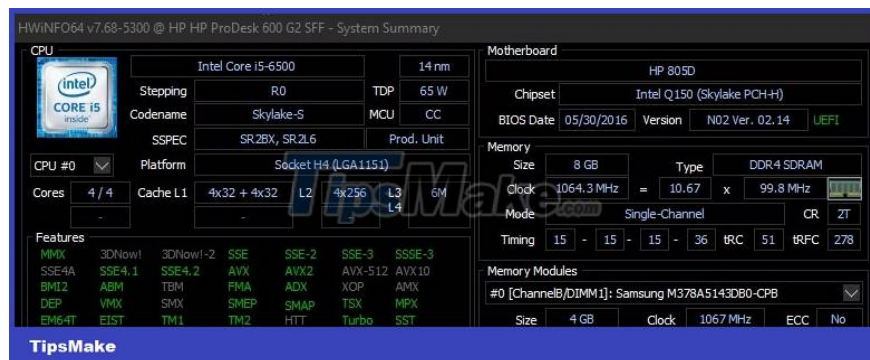 HWiNFO64 v7.68-5300 @ HP HP ProDesk 600 G2 SFF - System Summary
CPU
intel
CORE i5
inside
Intel Core i5-6500 14 nm
Stepping R0 TDP 65 W
Codename Skylake-S MCU CC
SSPEC SR2BX, SR2L6 Prod. Unit
CPU #0 Platform Socket H4 (LGA1151)
Cores 4 / 4 Cache L1 4x32 + 4x32 L2 4x256 L3 6M
- - L4
Features
MMX 3DNow! 3DNow!-2 SSE SSE-2 SSE-3 SSSE-3
SSE4A SSE4.1 SSE4.2 AVX AVX2 AVX-512 AVX10
BMI2 ABM TBM FMA ADX XOP AMX
DEP VMX SMX SMEP SMAP TSX MPX
EM64T EIST TM1 TM2 HTT Turbo SST
Motherboard
HP 805D
Chipset Intel Q150 (Skylake PCH-H)
BIOS Date 05/30/2016 Version N02 Ver. 02.14 UEFI
Memory
Size 8 GB Type DDR4 SDRAM
Clock 1064.3 MHz = 10.67 x 99.8 MHz
Mode Single-Channel CR 2T
Timing 15 - 15 - 15 - 36 tRC 51 tRFC 278
Memory Modules
#0 [ChannelB/DIMM1]: Samsung M378A5143DB0-CPB
Size 4 GB Clock 1067 MHz ECC No
TipsMake.com
TipsMake